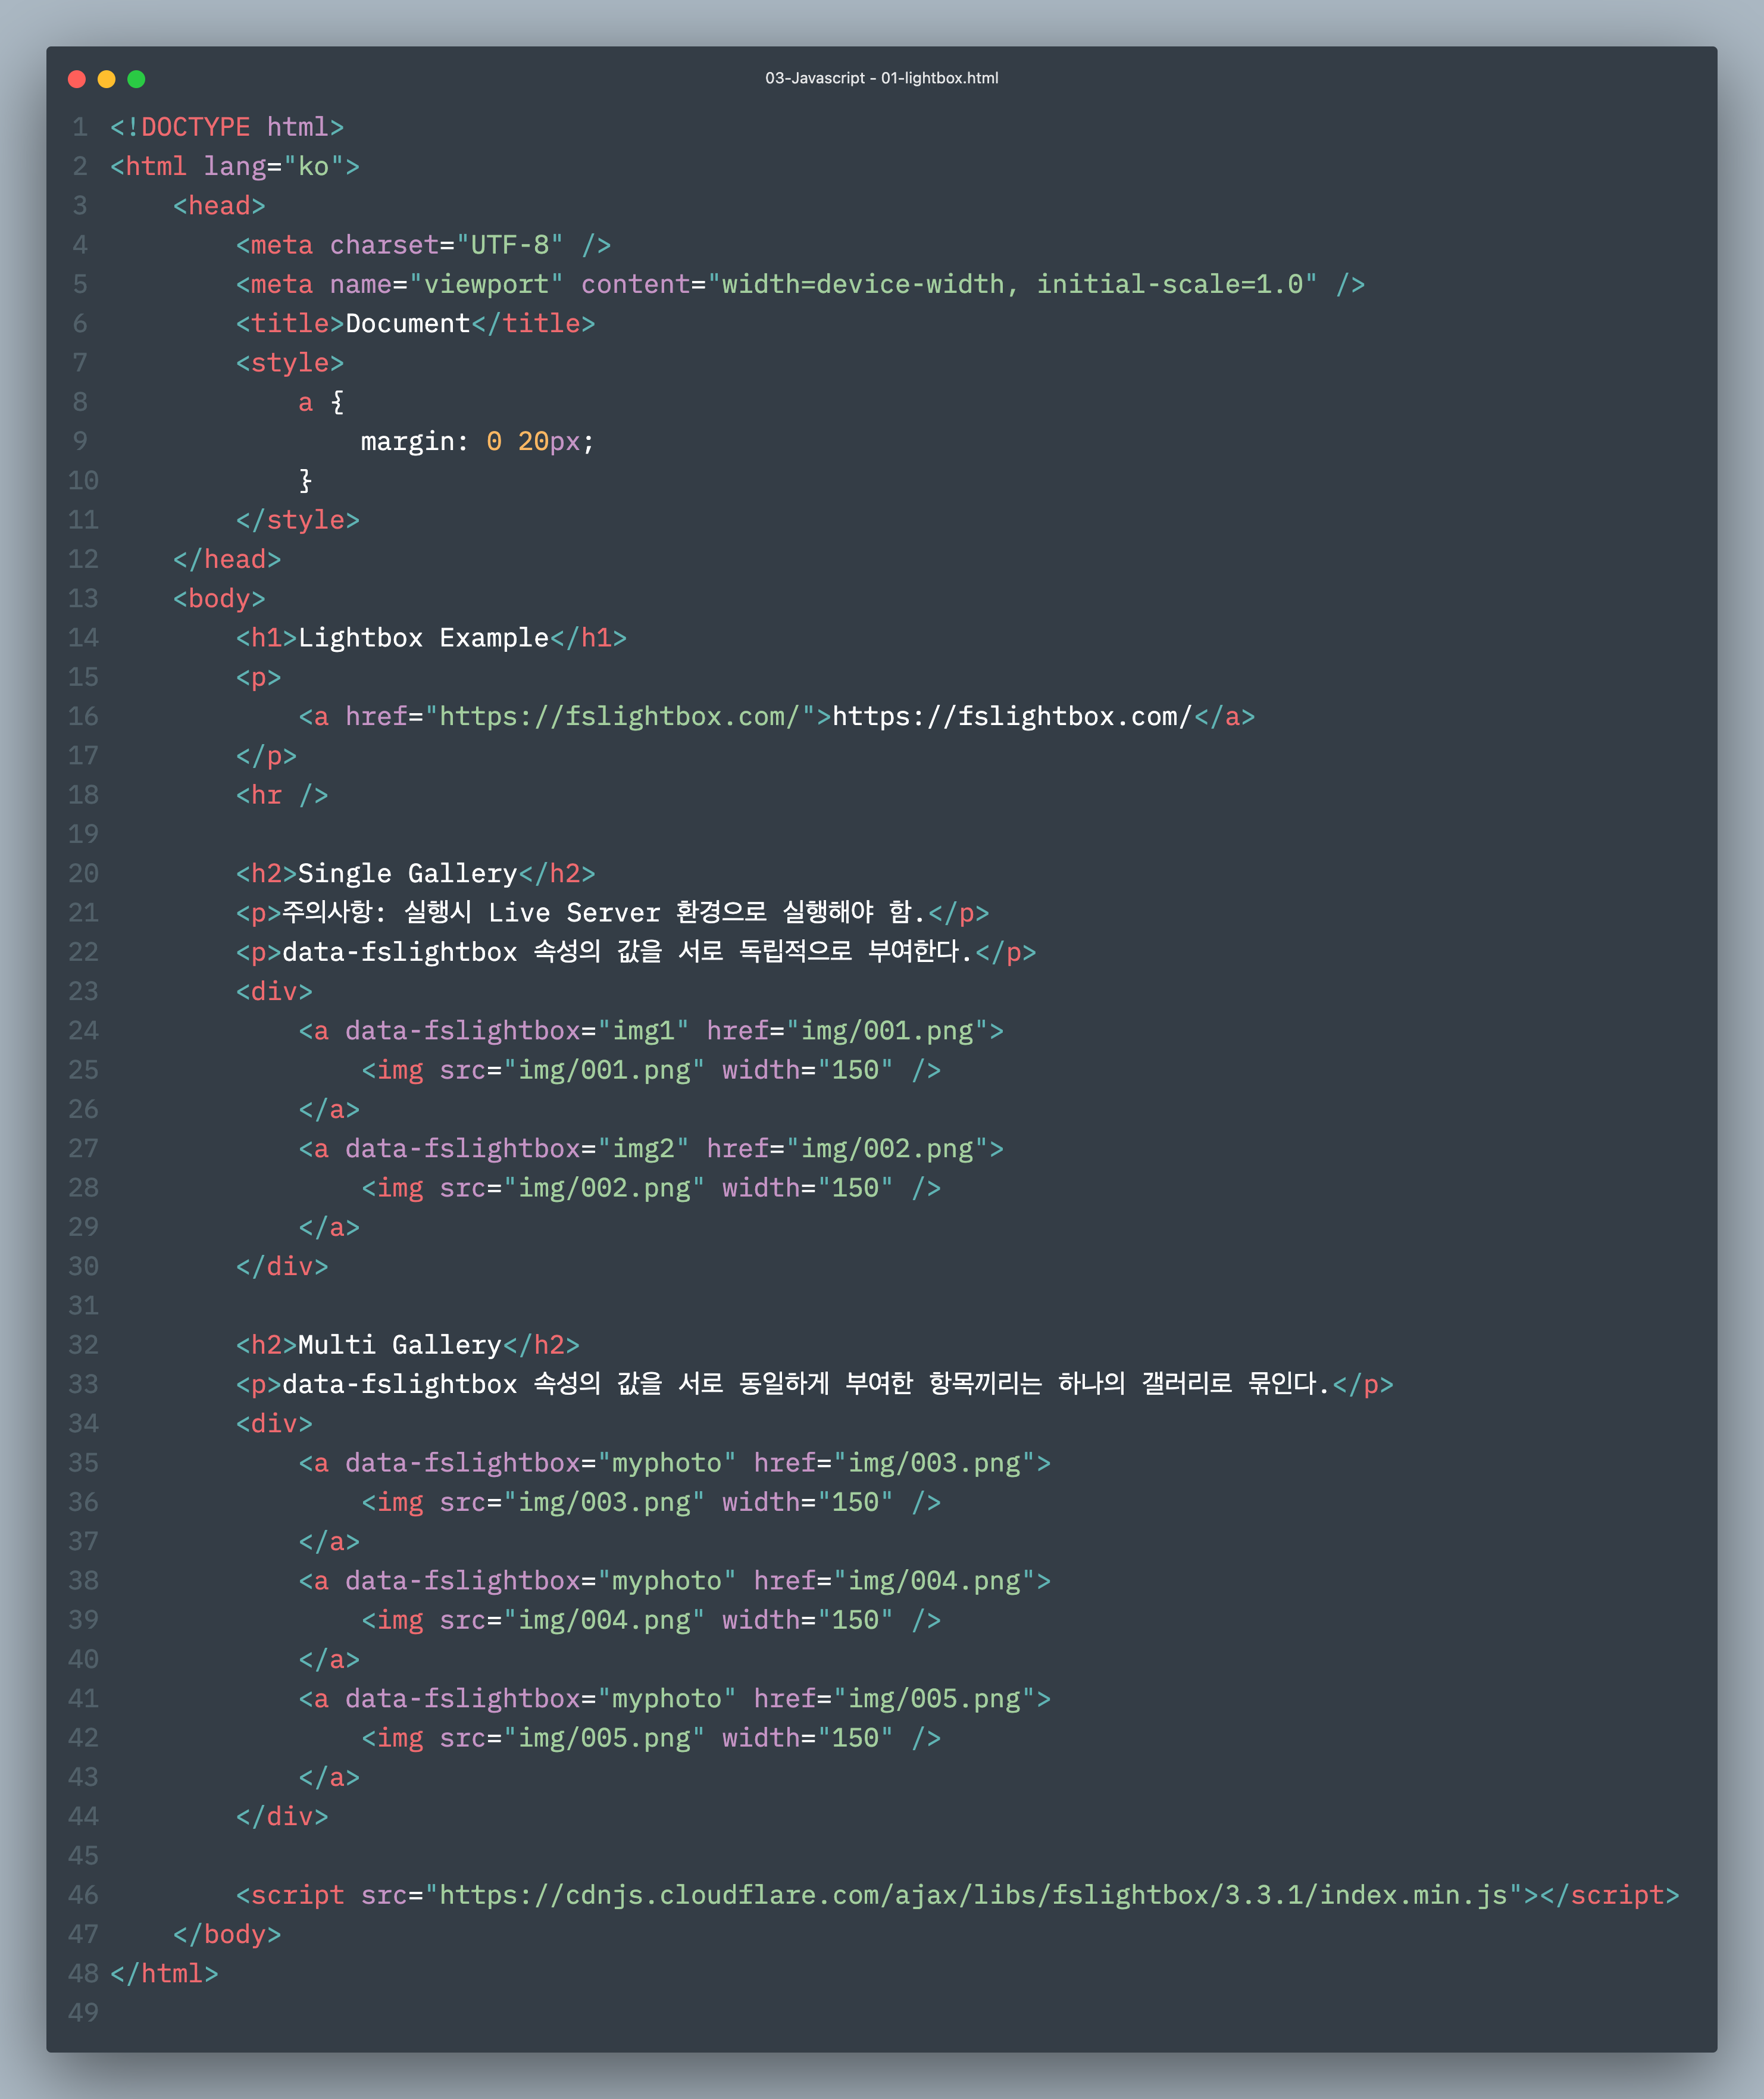 03-Javascript - 01-lightbox.html
1 <!DOCTYPE html>
2 <html lang="ko">
3     <head>
4         <meta charset="UTF-8" />
5         <meta name="viewport" content="width=device-width, initial-scale=1.0" />
6         <title>Document</title>
7         <style>
8             a {
9                 margin: 0 20px;
10             }
11         </style>
12     </head>
13     <body>
14         <h1>Lightbox Example</h1>
15         <p>
16             <a href="https://fslightbox.com/">https://fslightbox.com/</a>
17         </p>
18         <hr />
19
20         <h2>Single Gallery</h2>
21         <p>주의사항: 실행시 Live Server 환경으로 실행해야 함.</p>
22         <p>data-fslightbox 속성의 값을 서로 독립적으로 부여한다.</p>
23         <div>
24             <a data-fslightbox="img1" href="img/001.png">
25                 <img src="img/001.png" width="150" />
26             </a>
27             <a data-fslightbox="img2" href="img/002.png">
28                 <img src="img/002.png" width="150" />
29             </a>
30         </div>
31
32         <h2>Multi Gallery</h2>
33         <p>data-fslightbox 속성의 값을 서로 동일하게 부여한 항목끼리는 하나의 갤러리로 묶인다.</p>
34         <div>
35             <a data-fslightbox="myphoto" href="img/003.png">
36                 <img src="img/003.png" width="150" />
37             </a>
38             <a data-fslightbox="myphoto" href="img/004.png">
39                 <img src="img/004.png" width="150" />
40             </a>
41             <a data-fslightbox="myphoto" href="img/005.png">
42                 <img src="img/005.png" width="150" />
43             </a>
44         </div>
45
46         <script src="https://cdnjs.cloudflare.com/ajax/libs/fslightbox/3.3.1/index.min.js"></script>
47     </body>
48 </html>
49